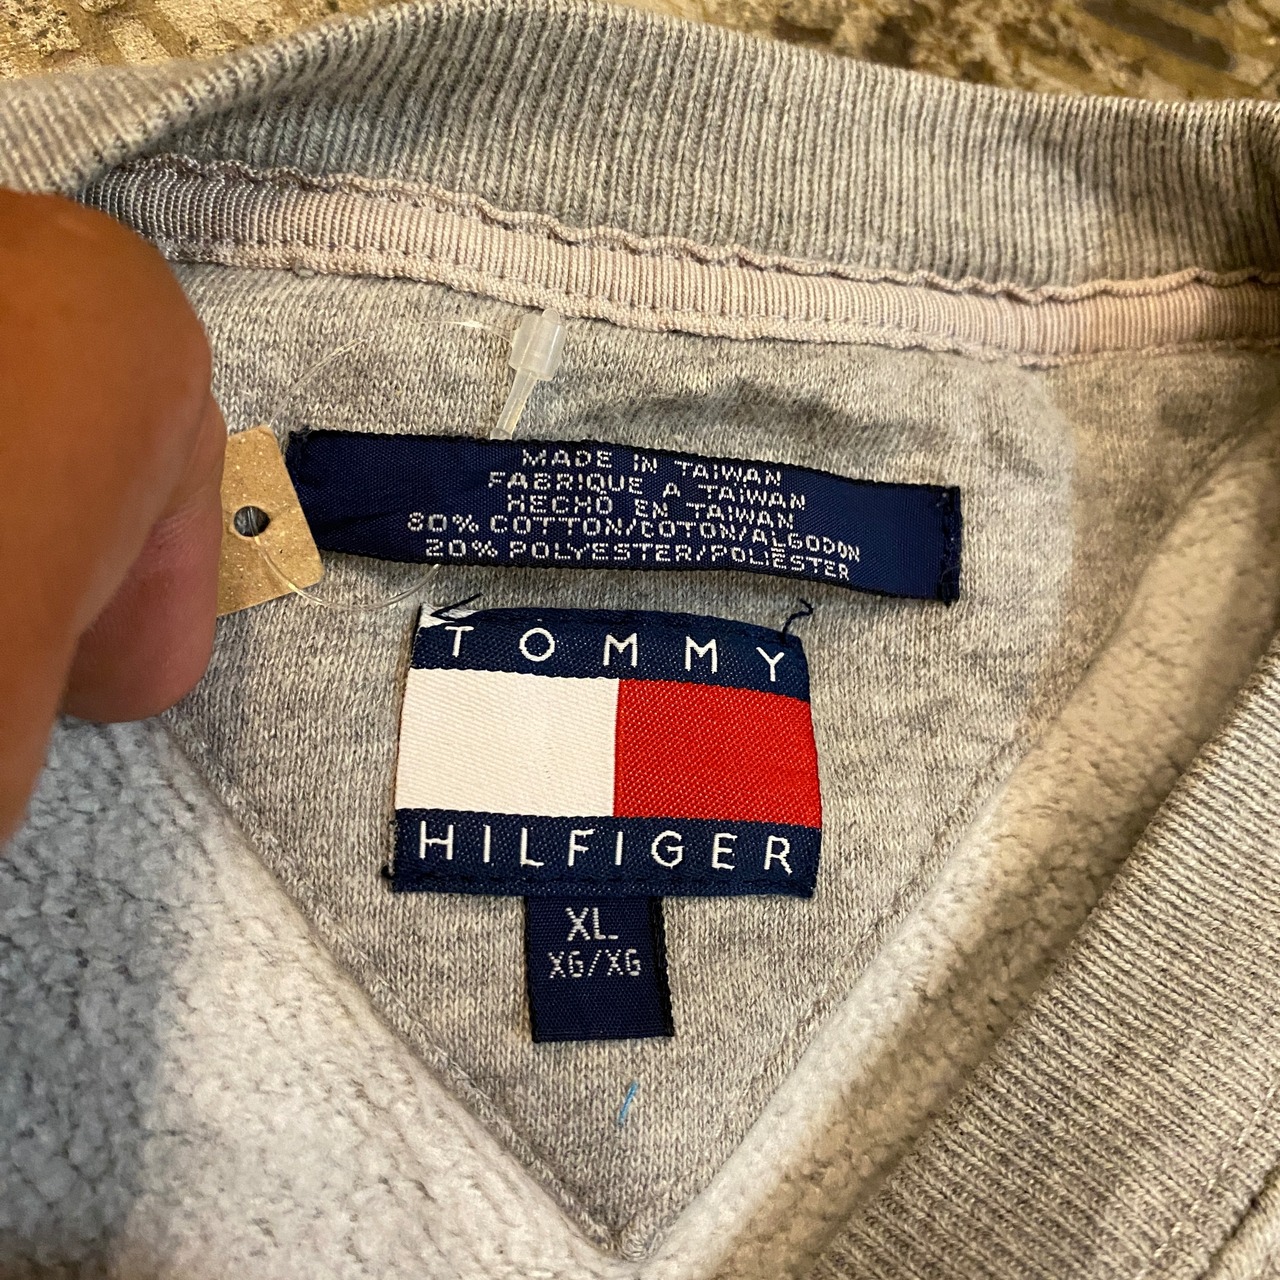 MADE IN TAIWAN
FABRIQUE A TAIWAN
HECHO EN TAIWAN
80% COTTON/COTON/ALGODON
20% POLYESTER/POLIESTER
TOMMY
HILFIGER
XL
XG/XG